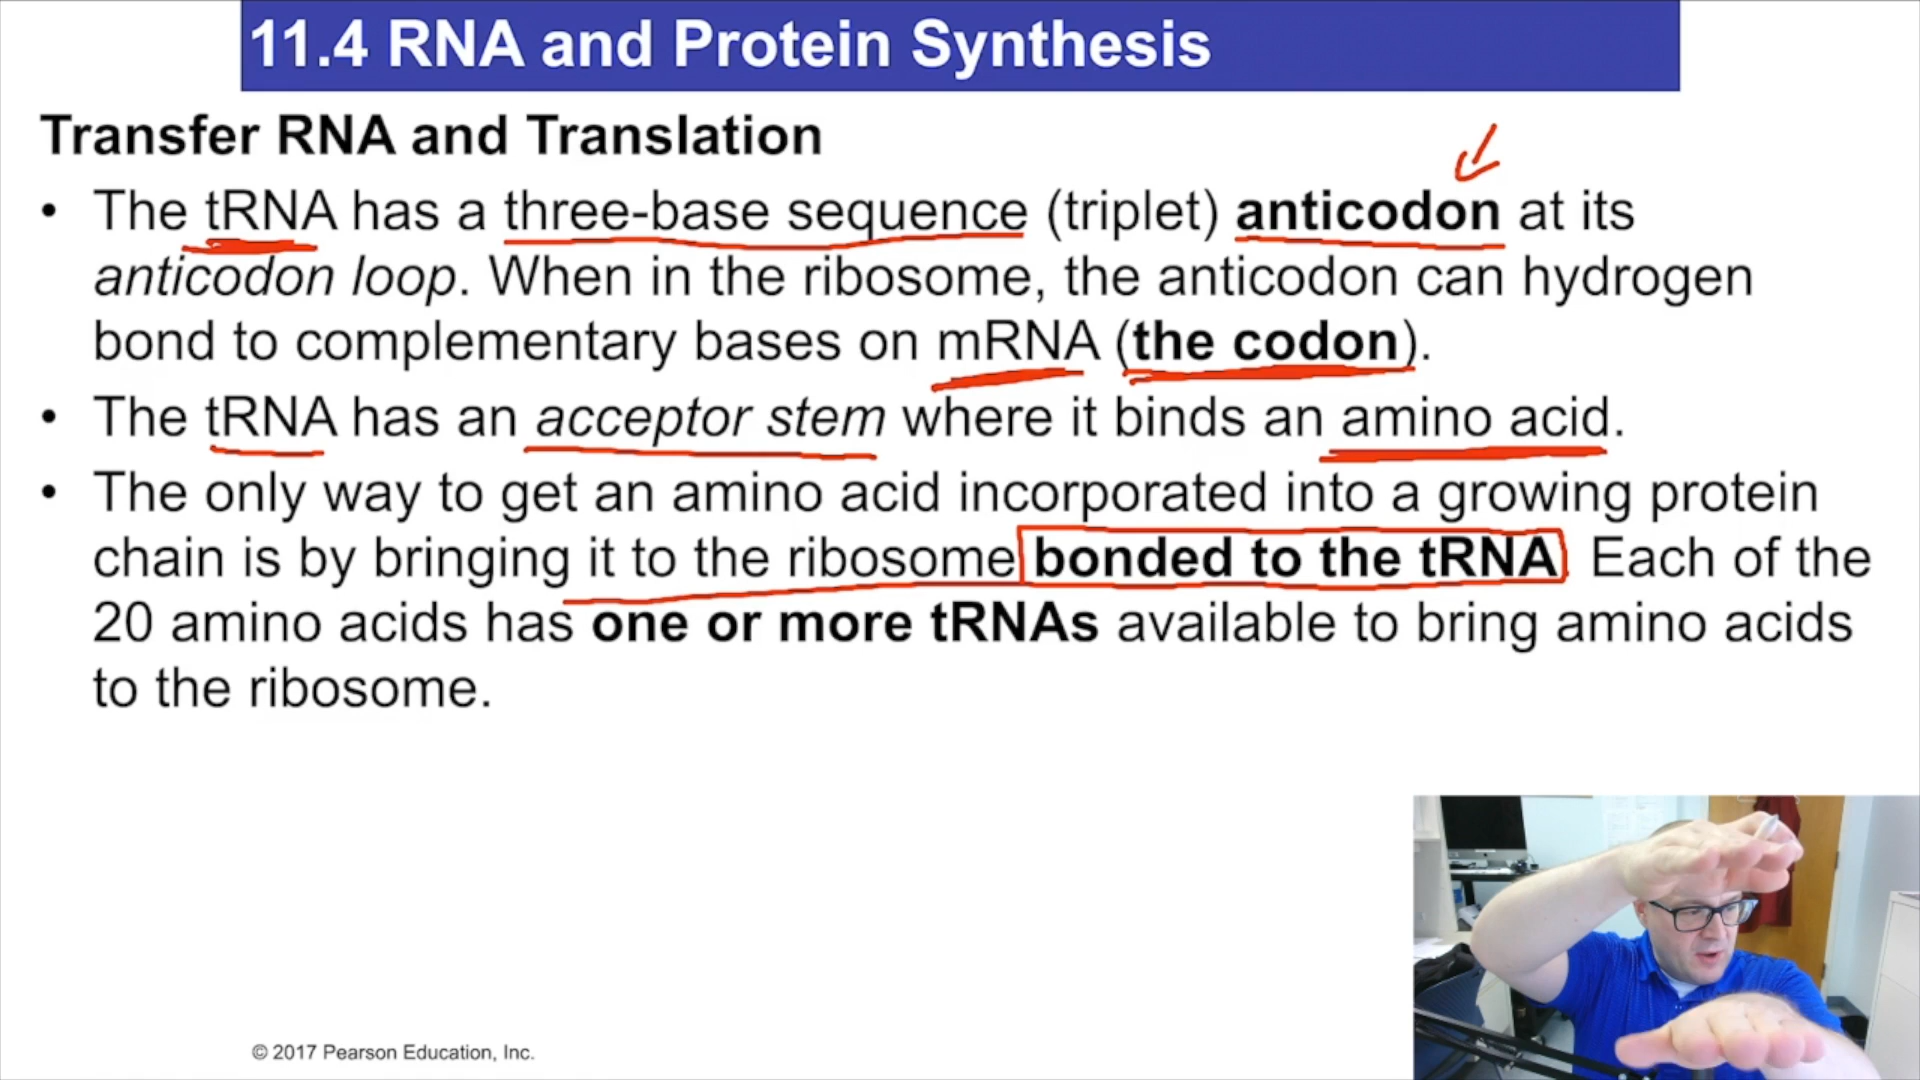 11.4 RNA and Protein Synthesis
Transfer RNA and Translation
• The tRNA has a three-base sequence (triplet) anticodon at its
anticodon loop. When in the ribosome, the anticodon can hydrogen
bond to complementary bases on mRNA (the codon).
• The tRNA has an acceptor stem where it binds an amino acid.
• The only way to get an amino acid incorporated into a growing protein
chain is by bringing it to the ribosome bonded to the tRNA. Each of the
20 amino acids has one or more tRNAs available to bring amino acids
to the ribosome.
© 2017 Pearson Education, Inc.